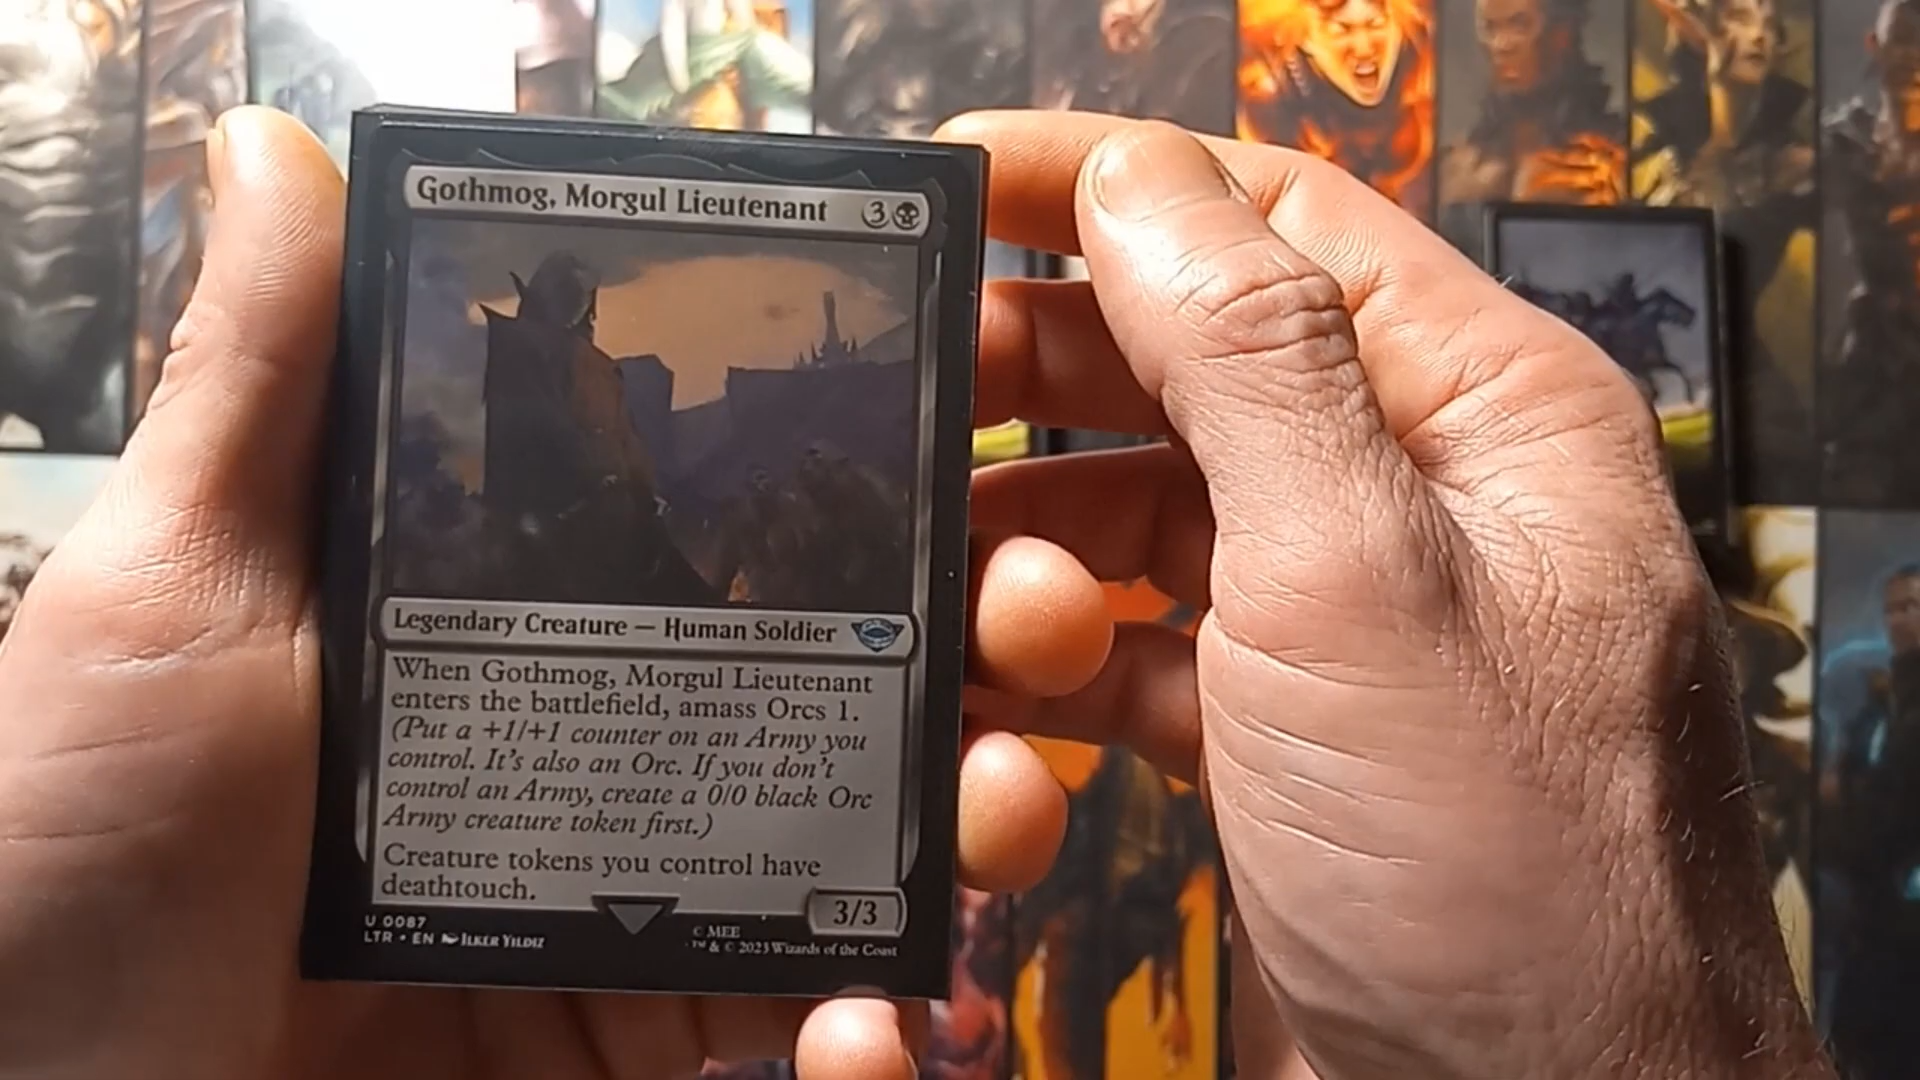 Gothmog, Morgul Lieutenant 3
Legendary Creature — Human Soldier
When Gothmog, Morgul Lieutenant
enters the battlefield, amass Orcs 1.
(Put a +1/+1 counter on an Army you
control. It's also an Orc. If you don't
control an Army, create a 0/0 black Orc
Army creature token first.)
Creature tokens you control have
deathtouch.
3/3
U 0087
LTR • EN ILKER YILDIZ
© MEE
™ & © 2023 Wizards of the Coast